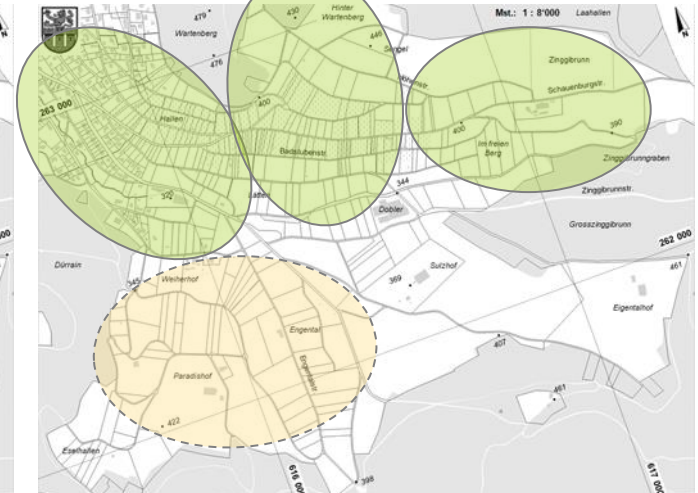 Mst.: 1 : 8'000
Laahallen
479
430
Hinter
Wartenberg
Wartenberg
446
Sengel
476
Zinggibrunn
Schauenburgstr.
263 000
400
Hallen
400
390
Im freien
Berg
Badstubenstr.
Zinggibrunngraben
344
Zinggibrunnstr.
Dobler
Grosszinggibrunn
262 000
Dürrain
345
Weiherhof
369
Sulzhof
461
Eigentalhof
Engental
407
Engentalstr.
Paradishof
461
422
Eselhallen
616 000
398
617 000